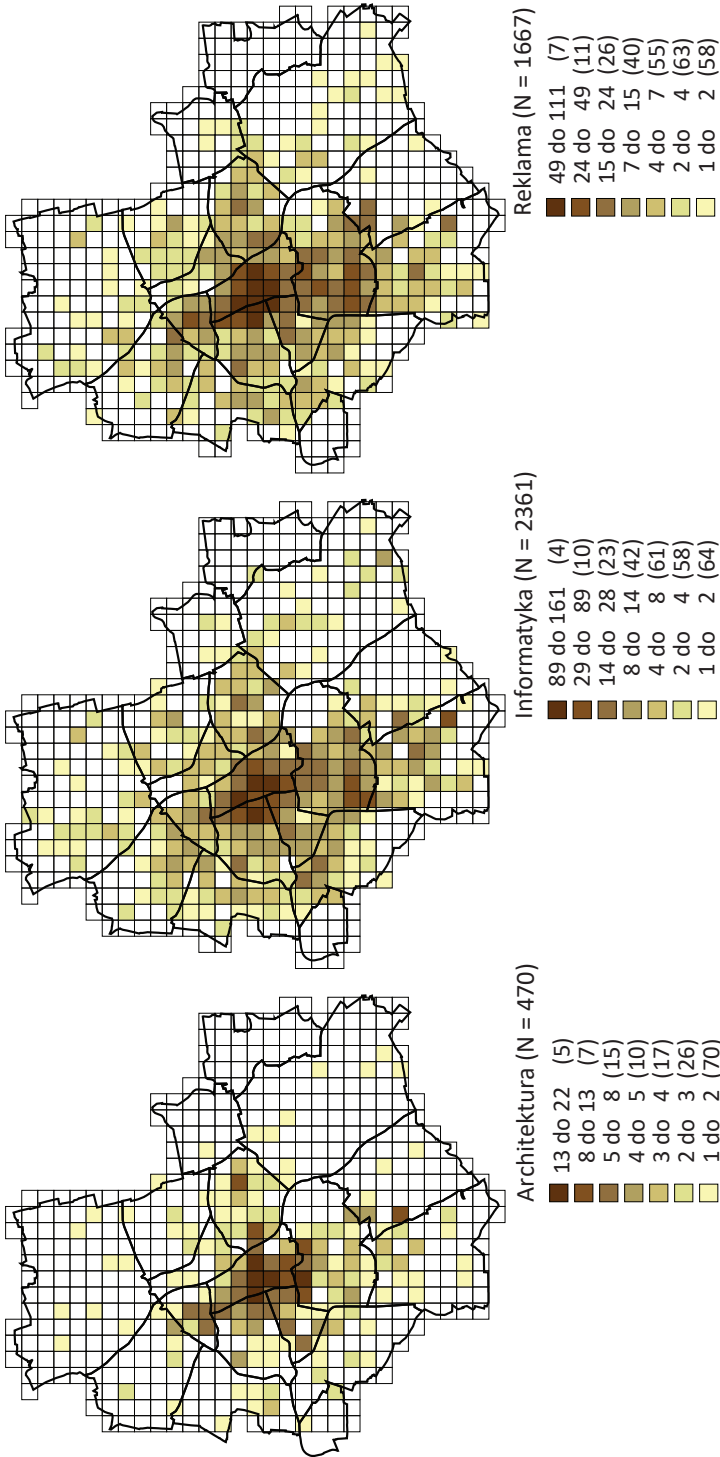 Architektura (N = 470)
13 do 22 (5)
8 do 13 (7)
5 do 8 (15)
4 do 5 (10)
3 do 4 (17)
2 do 3 (26)
1 do 2 (70)
Informatyka (N = 2361)
89 do 161 (4)
29 do 89 (10)
14 do 28 (23)
8 do 14 (42)
4 do 8 (61)
2 do 4 (58)
1 do 2 (64)
Reklama (N = 1667)
49 do 111 (7)
24 do 49 (11)
15 do 24 (26)
7 do 15 (40)
4 do 7 (55)
2 do 4 (63)
1 do 2 (58)